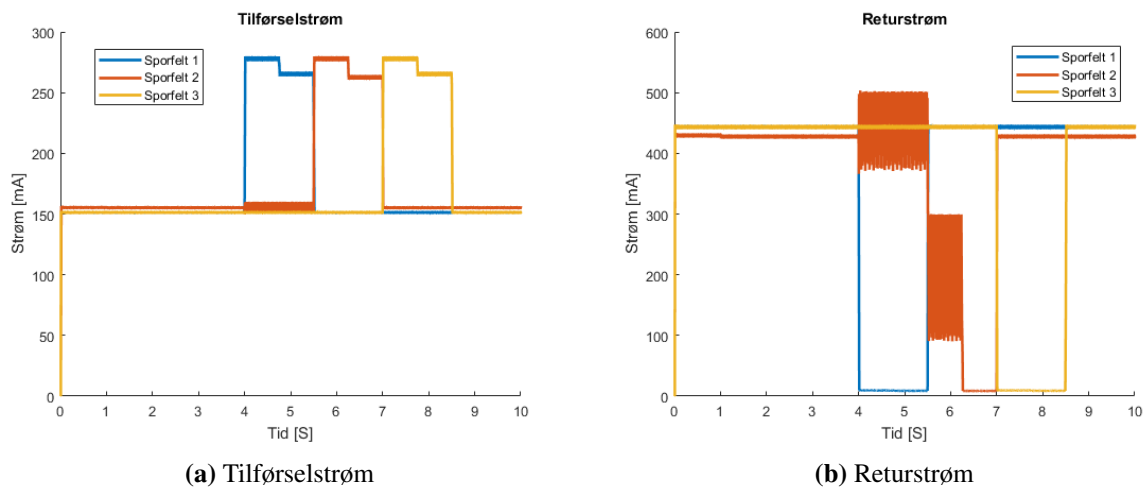 Tilførselstrøm
Strøm [mA]
300
250
200
150
100
50
0
Sporfelt 1
Sporfelt 2
Sporfelt 3
0 1 2 3 4 5 6 7 8 9 10
Tid [S]
(a) Tilførselstrøm
Returstrøm
Strøm [mA]
600
500
400
300
200
100
0
Sporfelt 1
Sporfelt 2
Sporfelt 3
0 1 2 3 4 5 6 7 8 9 10
Tid [S]
(b) Returstrøm